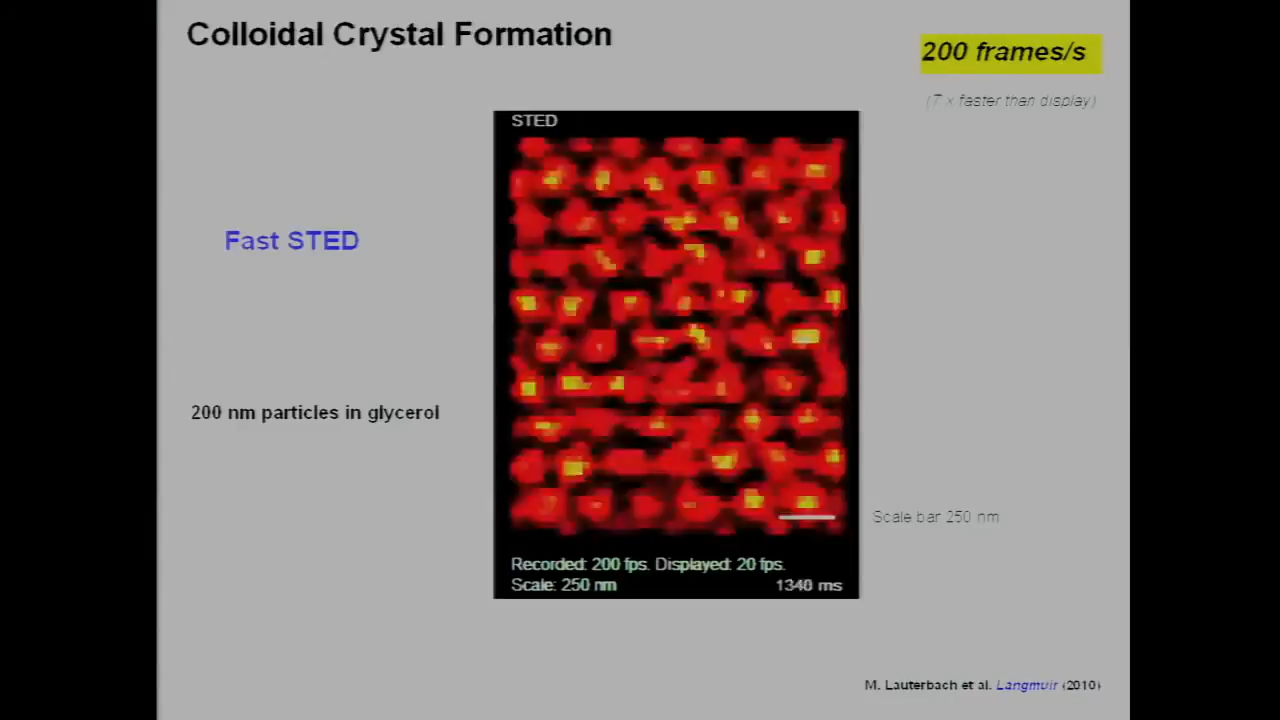 Colloidal Crystal Formation
200 frames/s
(7 x faster than display)
STED
Fast STED
200 nm particles in glycerol
Scale bar 250 nm
Recorded: 200 fps. Displayed: 20 fps.
Scale: 250 nm
1340 ms
M. Lauterbach et al. Langmuir (2010)